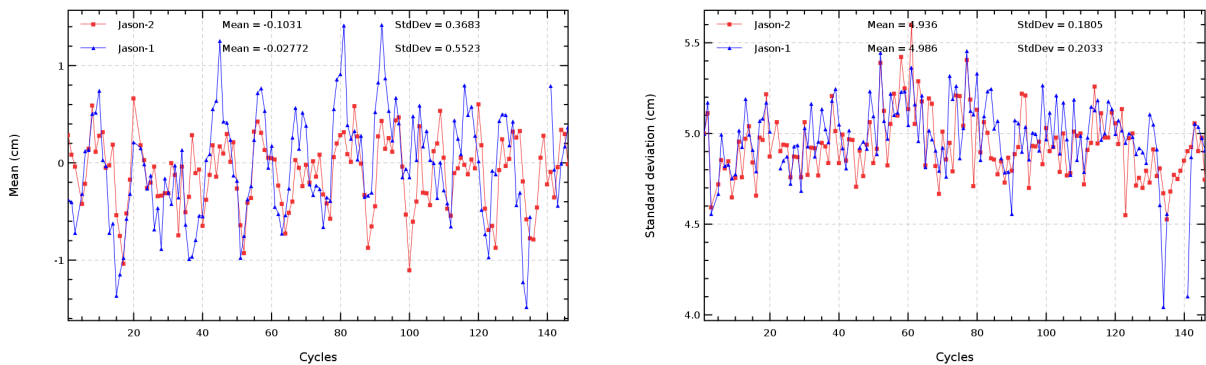 Jason-2 Mean = -0.1031 StdDev = 0.3683
Jason-1 Mean = -0.02772 StdDev = 0.5523
Mean (cm)
1
0
-1
20 40 60 80 100 120 140
Cycles
Jason-2 Mean = 4.936 StdDev = 0.1805
Jason-1 Mean = 4.986 StdDev = 0.2033
Standard deviation (cm)
5.5
5.0
4.5
4.0
20 40 60 80 100 120 140
Cycles